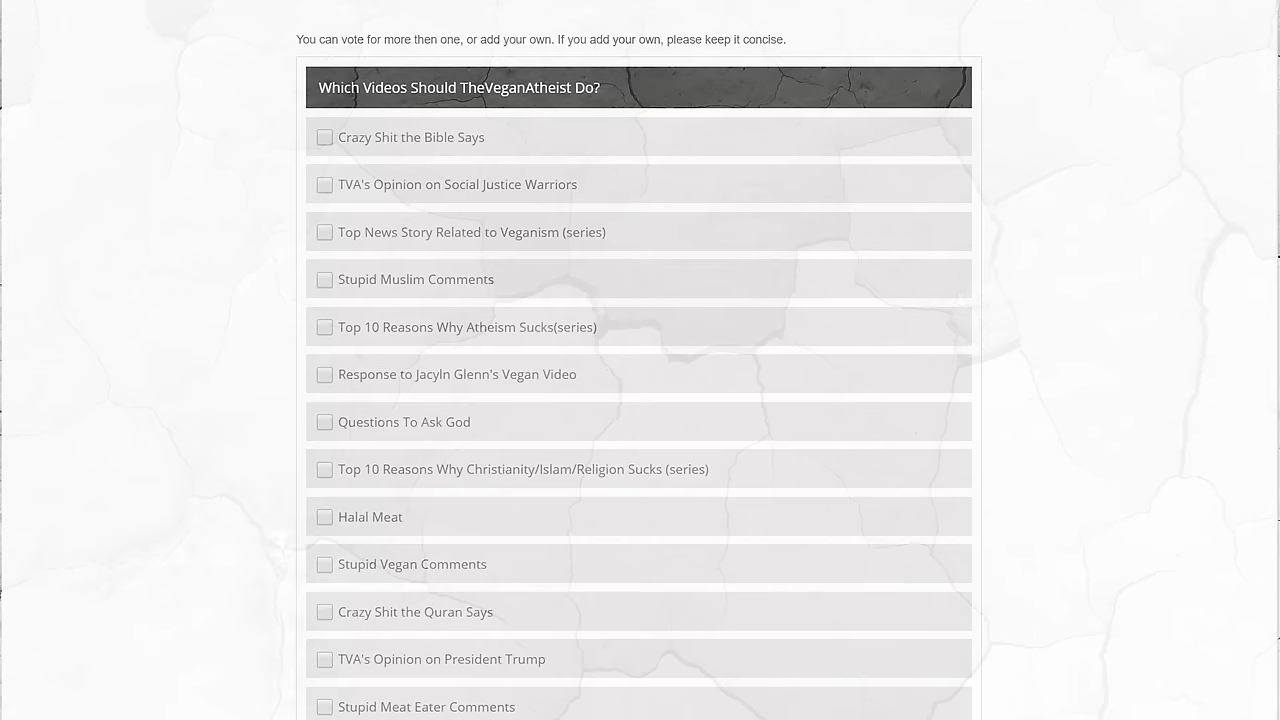 You can vote for more then one, or add your own. If you add your own, please keep it concise.
Which Videos Should TheVeganAtheist Do?
Crazy Shit the Bible Says
TVA's Opinion on Social Justice Warriors
Top News Story Related to Veganism (series)
Stupid Muslim Comments
Top 10 Reasons Why Atheism Sucks(series)
Response to Jacyln Glenn's Vegan Video
Questions To Ask God
Top 10 Reasons Why Christianity/Islam/Religion Sucks (series)
Halal Meat
Stupid Vegan Comments
Crazy Shit the Quran Says
TVA's Opinion on President Trump
Stupid Meat Eater Comments